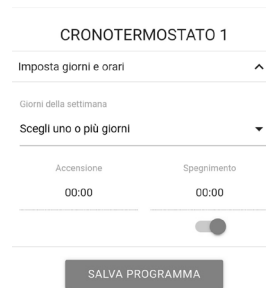 CRONOTERMOSTATO 1
Imposta giorni e orari
Giorni della settimana
Scegli uno o più giorni
Accensione Spegnimento
00:00 00:00
SALVA PROGRAMMA